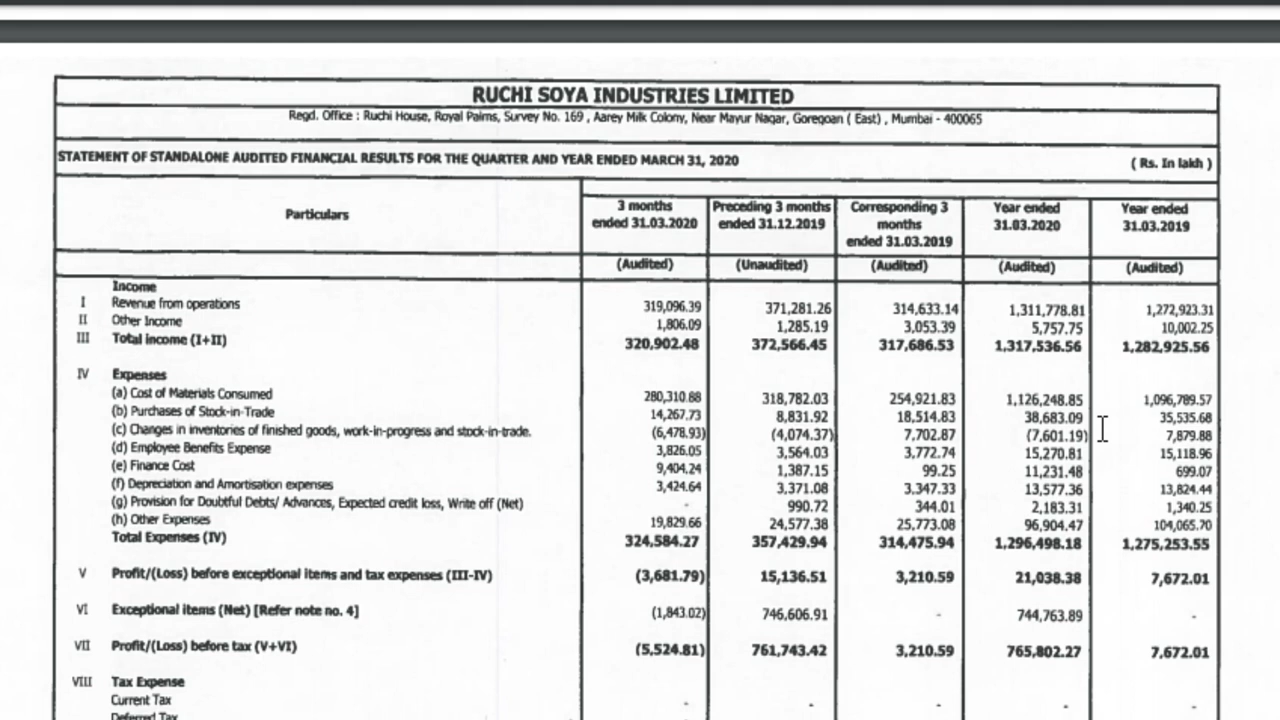 RUCHI SOYA INDUSTRIES LIMITED
Regd. Office : Ruchi House, Royal Palms, Survey No. 169 , Aarey Milk Colony, Near Mayur Nagar, Goregoan ( East) , Mumbai - 400065
STATEMENT OF STANDALONE AUDITED FINANCIAL RESULTS FOR THE QUARTER AND YEAR ENDED MARCH 31, 2020 ( Rs. In lakh )
Particulars 3 months ended 31.03.2020 Preceding 3 months ended 31.12.2019 Corresponding 3 months ended 31.03.2019 Year ended 31.03.2020 Year ended 31.03.2019
(Audited) (Unaudited) (Audited) (Audited) (Audited)
Income
I Revenue from operations 319,096.39 371,281.26 314,633.14 1,311,778.81 1,272,923.31
II Other Income 1,806.09 1,285.19 3,053.39 5,757.75 10,002.25
III Total income (I+II) 320,902.48 372,566.45 317,686.53 1,317,536.56 1,282,925.56
IV Expenses
(a) Cost of Materials Consumed 280,310.88 318,782.03 254,921.83 1,126,248.85 1,096,789.57
(b) Purchases of Stock-in-Trade 14,267.73 8,831.92 18,514.83 38,683.09 35,535.68
(c) Changes in inventories of finished goods, work-in-progress and stock-in-trade. (6,478.93) (4,074.37) 7,702.87 (7,601.19) 7,879.88
(d) Employee Benefits Expense 3,826.05 3,564.03 3,772.74 15,270.81 15,118.96
(e) Finance Cost 9,404.24 1,387.15 99.25 11,231.48 699.07
(f) Depreciation and Amortisation expenses 3,424.64 3,371.08 3,347.33 13,577.36 13,824.44
(g) Provision for Doubtful Debts/ Advances, Expected credit loss, Write off (Net) - 990.72 344.01 2,183.31 1,340.25
(h) Other Expenses 19,829.66 24,577.38 25,773.08 96,904.47 104,065.70
Total Expenses (IV) 324,584.27 357,429.94 314,475.94 1,296,498.18 1,275,253.55
V Profit/(Loss) before exceptional items and tax expenses (III-IV) (3,681.79) 15,136.51 3,210.59 21,038.38 7,672.01
VI Exceptional items (Net) [Refer note no. 4] (1,843.02) 746,606.91 - 744,763.89 -
VII Profit/(Loss) before tax (V+VI) (5,524.81) 761,743.42 3,210.59 765,802.27 7,672.01
VIII Tax Expense
Current Tax - - - - -
Deferred Tax